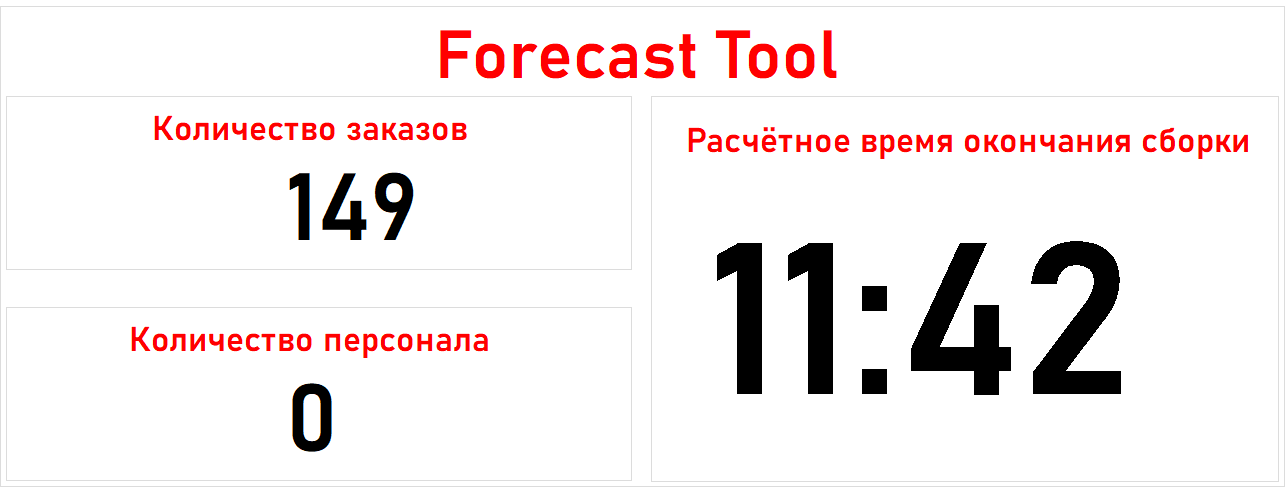 Forecast Tool
Количество заказов
149
Количество персонала
0
Расчётное время окончания сборки
11:42